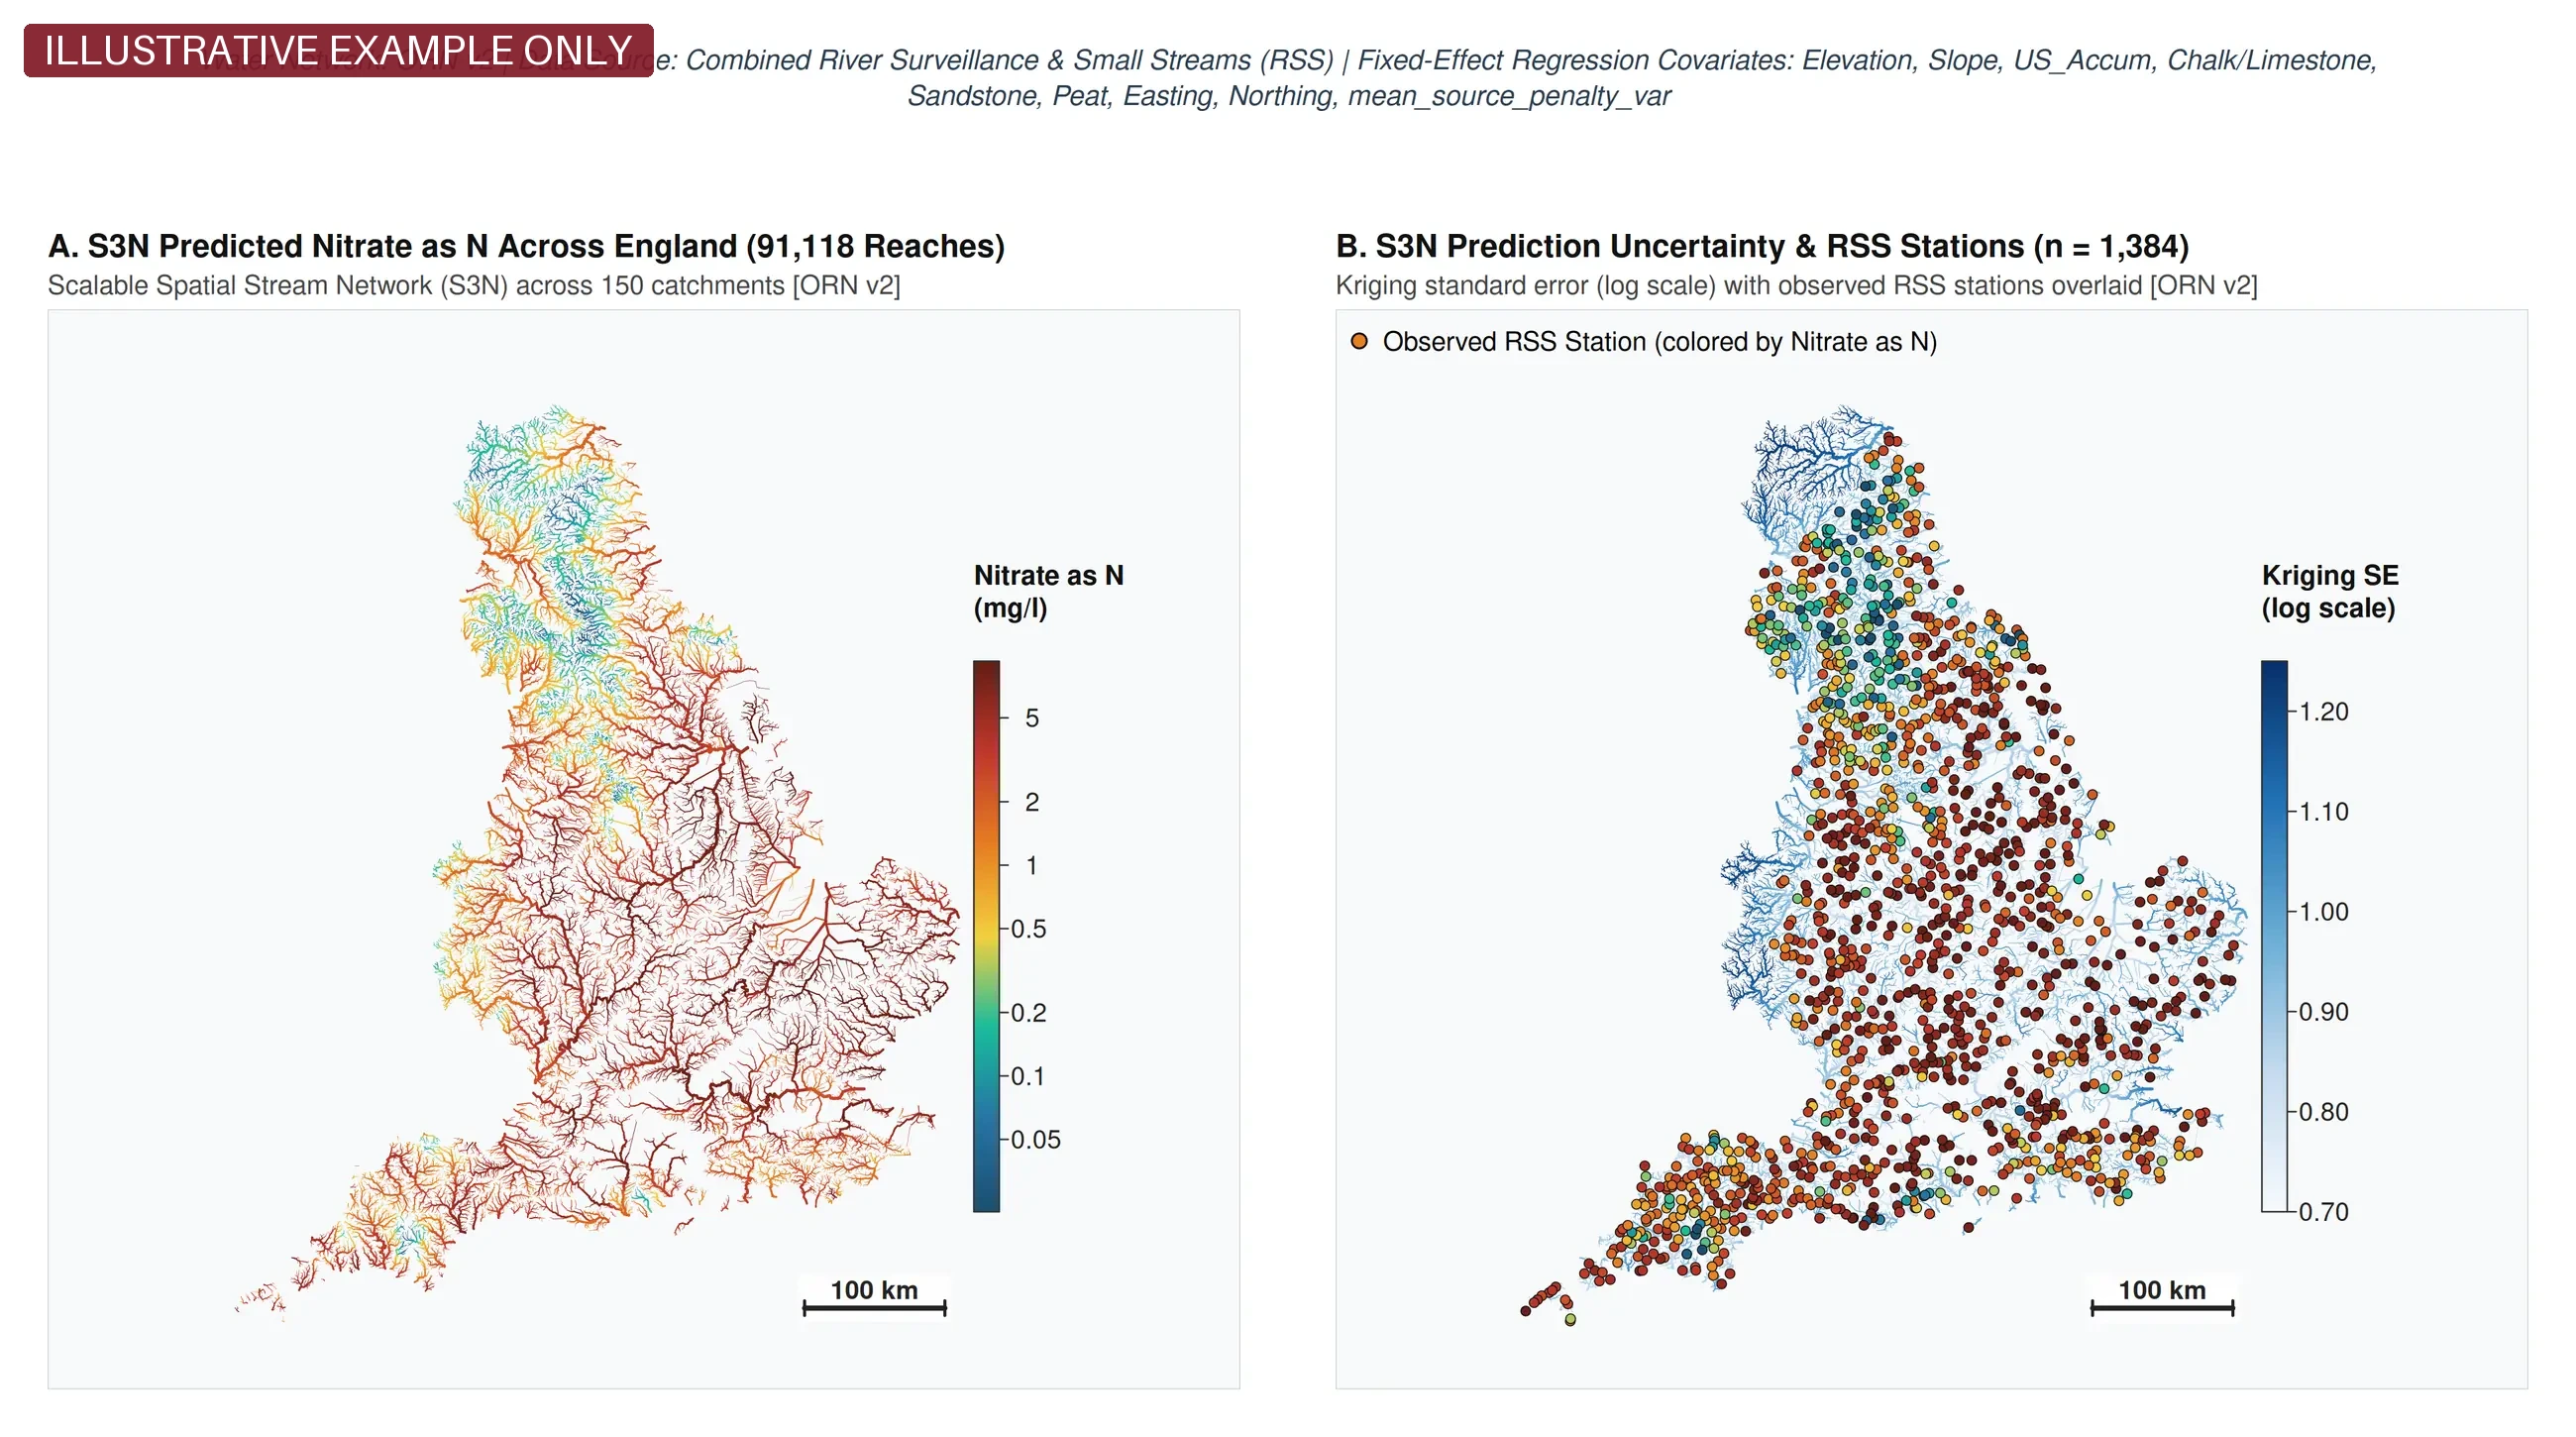 ILLUSTRATIVE EXAMPLE ONLY
e: Combined River Surveillance & Small Streams (RSS) | Fixed-Effect Regression Covariates: Elevation, Slope, US_Accum, Chalk/Limestone,
Sandstone, Peat, Easting, Northing, mean_source_penalty_var
A. S3N Predicted Nitrate as N Across England (91,118 Reaches)
Scalable Spatial Stream Network (S3N) across 150 catchments [ORN v2]
Nitrate as N
(mg/l)
5
2
1
0.5
0.2
0.1
0.05
100 km
B. S3N Prediction Uncertainty & RSS Stations (n = 1,384)
Kriging standard error (log scale) with observed RSS stations overlaid [ORN v2]
Observed RSS Station (colored by Nitrate as N)
Kriging SE
(log scale)
1.20
1.10
1.00
0.90
0.80
0.70
100 km